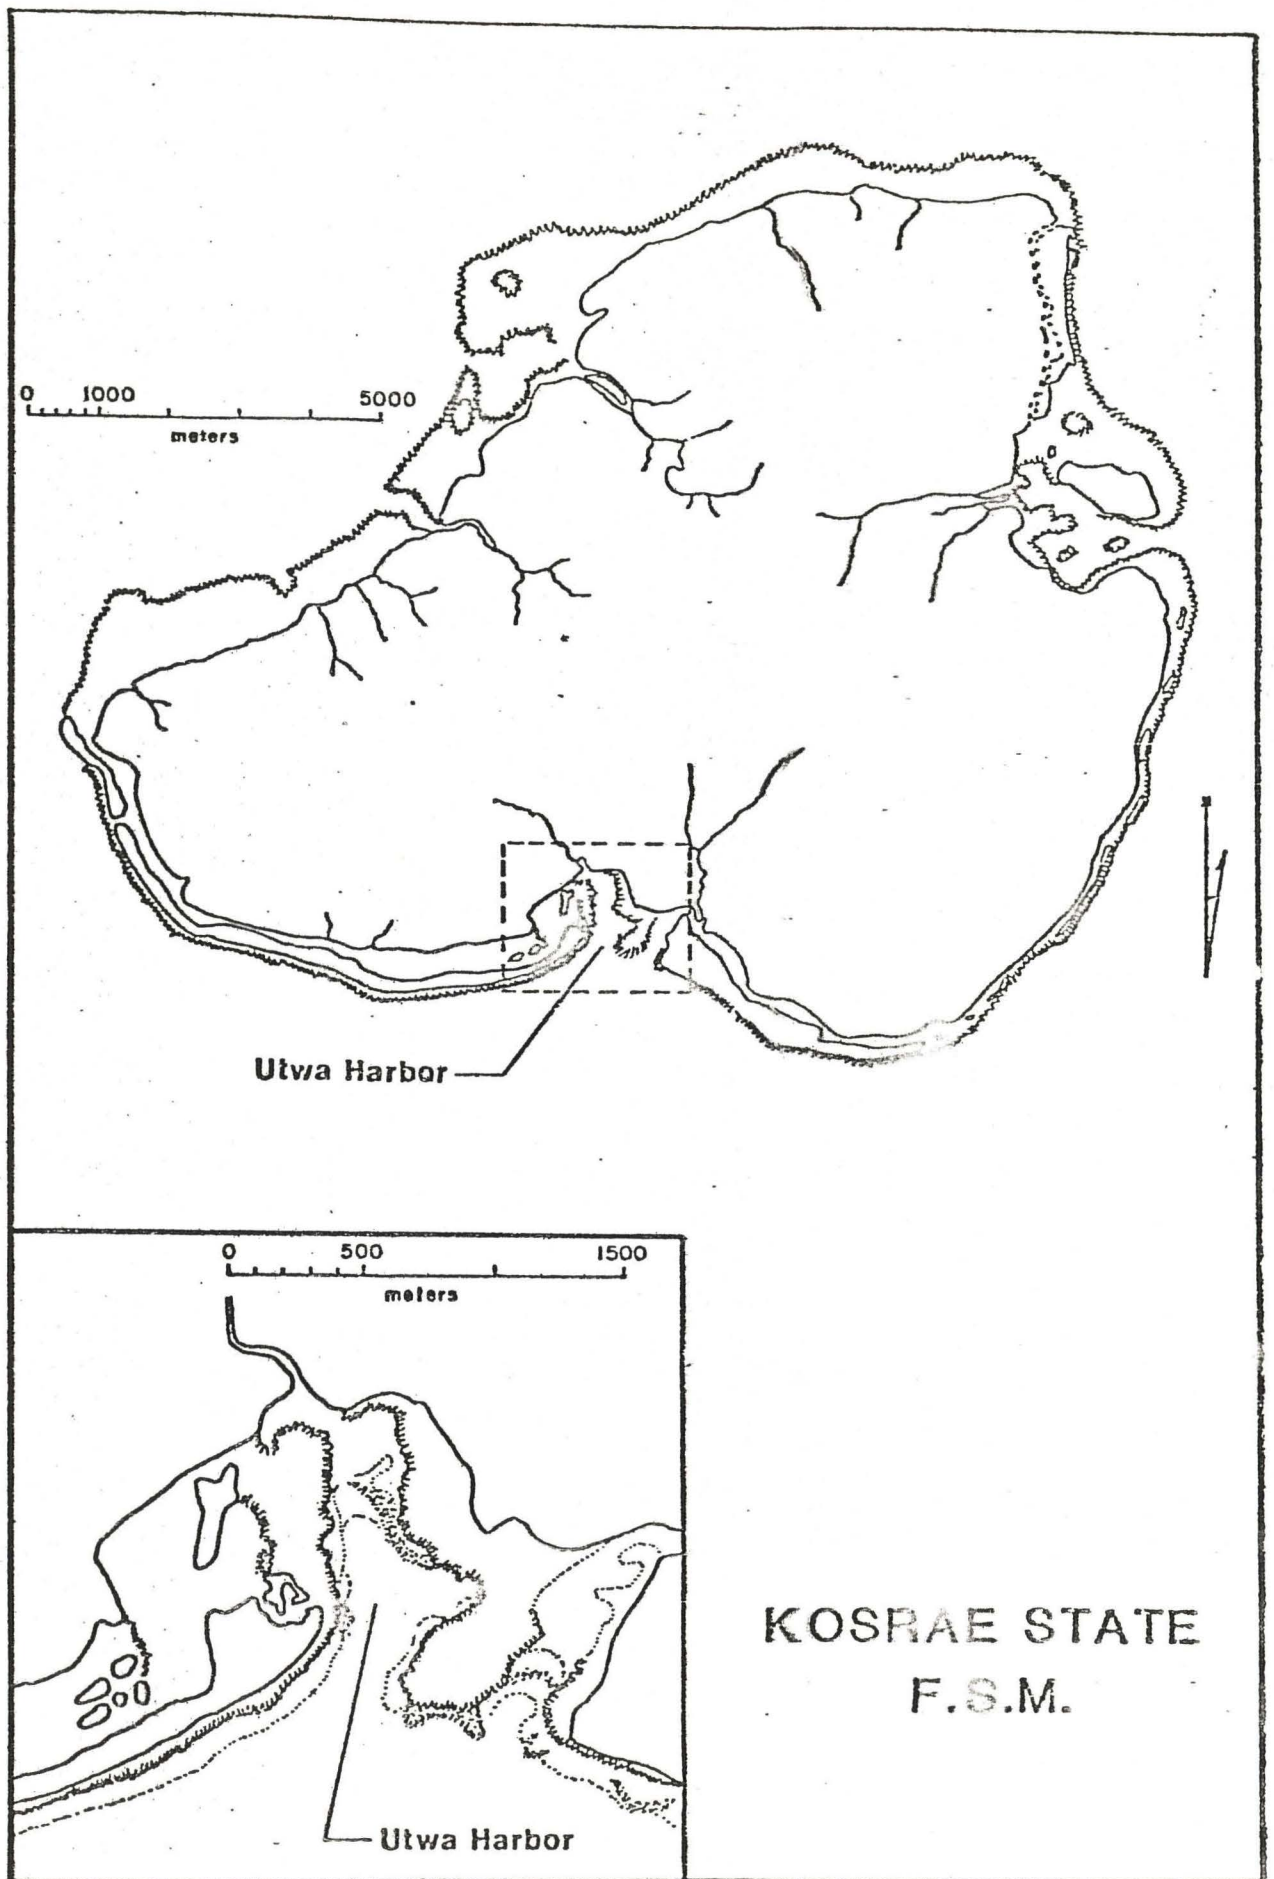 0 1000 5000
meters
Utwa Harbor
0 500 1500
meters
Utwa Harbor
KOSRAE STATE
F.S.M.